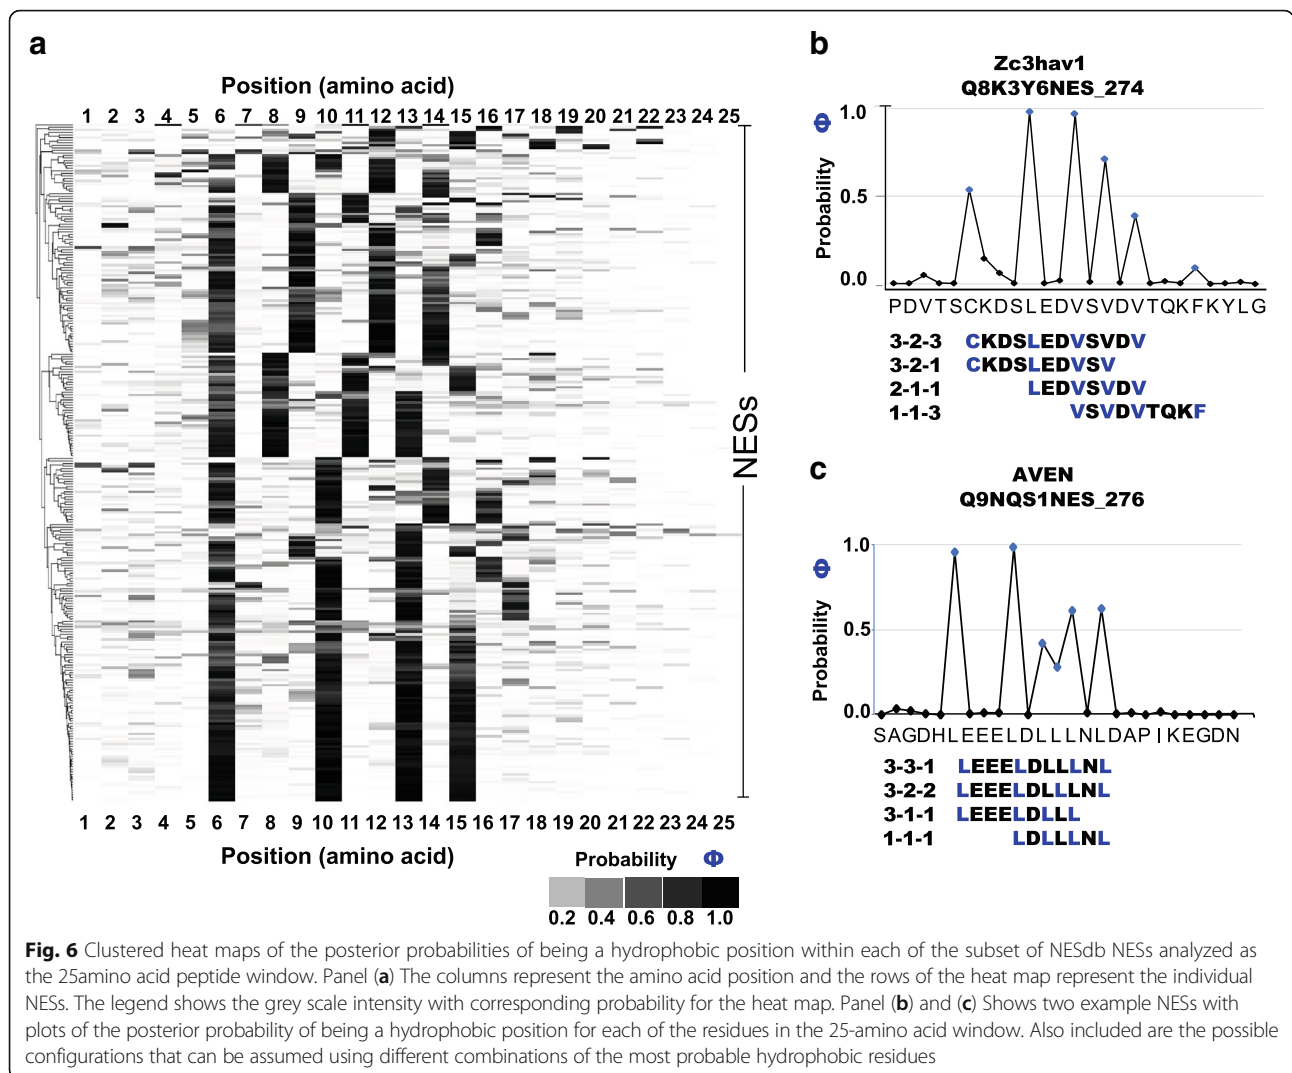 a
Position (amino acid)
1 2 3 4 5 6 7 8 9 10 11 12 13 14 15 16 17 18 19 20 21 22 23 24 25
NESs
1 2 3 4 5 6 7 8 9 10 11 12 13 14 15 16 17 18 19 20 21 22 23 24 25
Position (amino acid)
Probability Φ
0.2 0.4 0.6 0.8 1.0
b
Zc3hav1
Q8K3Y6NES_274
Probability Φ
1.0
0.5
0.0
PDVTSCKDSLEDVSVDVTQKFKYLG
3-2-3 CKDSLEDVSVDV
3-2-1 CKDSLEDVSV
2-1-1 LEDVSVDV
1-1-3 VSVDVTQKF
c
AVEN
Q9NQS1NES_276
Probability Φ
1.0
0.5
0.0
SAGDHLEEELDLLLNLDAPIKEGDN
3-3-1 LEEELDLLLNL
3-2-2 LEEELDLLLNL
3-1-1 LEEELDLLL
1-1-1 LDLLLNL
Fig. 6 Clustered heat maps of the posterior probabilities of being a hydrophobic position within each of the subset of NESdb NESs analyzed as
the 25amino acid peptide window. Panel (a) The columns represent the amino acid position and the rows of the heat map represent the individual
NESs. The legend shows the grey scale intensity with corresponding probability for the heat map. Panel (b) and (c) Shows two example NESs with
plots of the posterior probability of being a hydrophobic position for each of the residues in the 25-amino acid window. Also included are the possible
configurations that can be assumed using different combinations of the most probable hydrophobic residues